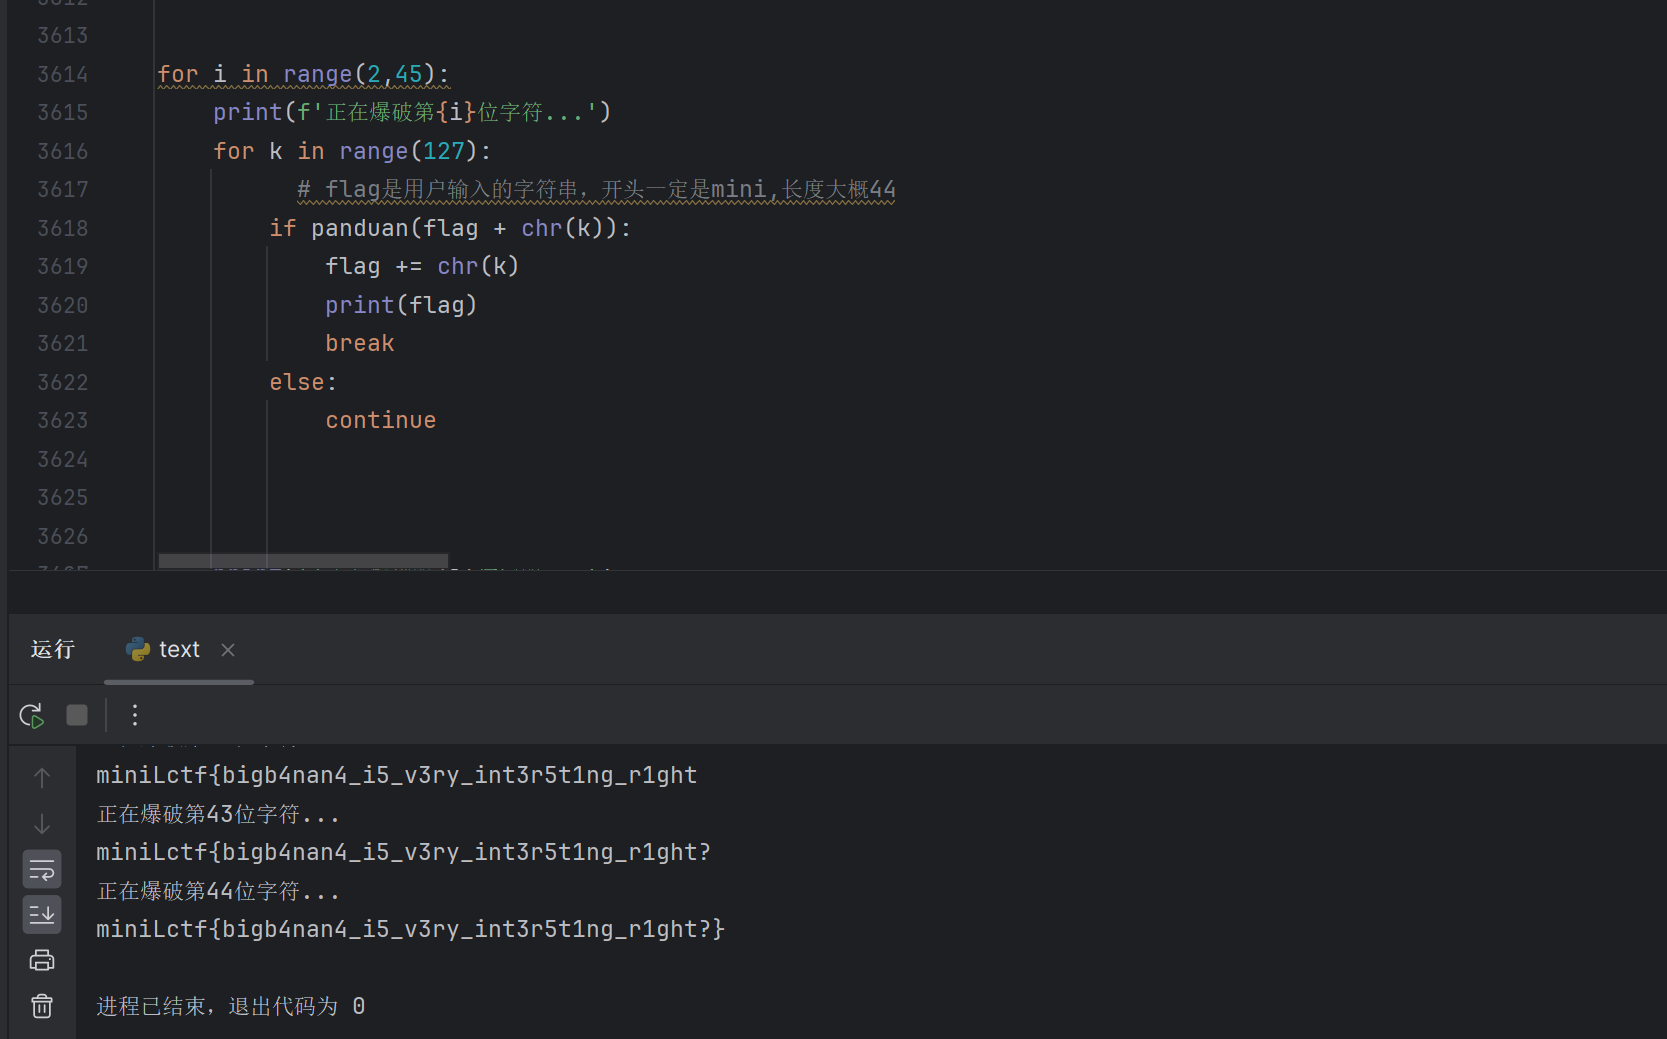 3612
3613
3614 for i in range(2,45):
3615 print(f'正在爆破第{i}位字符...')
3616 for k in range(127):
3617 # flag是用户输入的字符串，开头一定是mini,长度大概44
3618 if panduan(flag + chr(k)):
3619 flag += chr(k)
3620 print(flag)
3621 break
3622 else:
3623 continue
3624
3625
3626
运行 text
miniLctf{bigb4nan4_i5_v3ry_int3r5t1ng_r1ght
正在爆破第43位字符...
miniLctf{bigb4nan4_i5_v3ry_int3r5t1ng_r1ght?
正在爆破第44位字符...
miniLctf{bigb4nan4_i5_v3ry_int3r5t1ng_r1ght?}
进程已结束，退出代码为 0